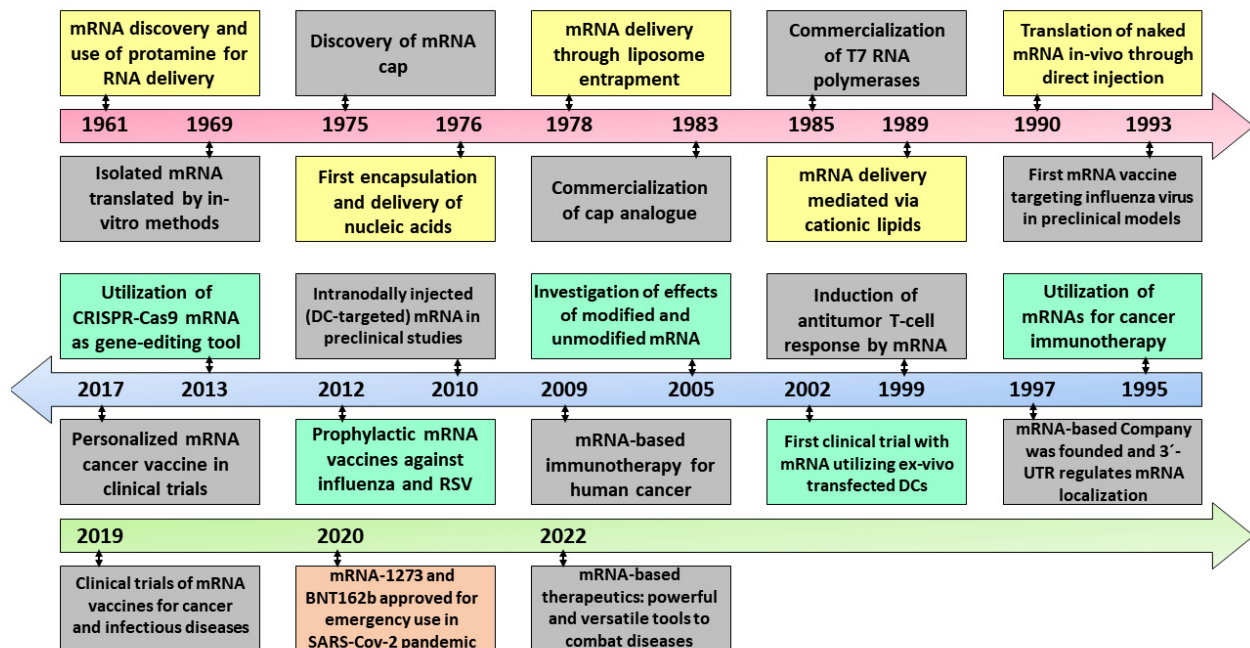 mRNA discovery and
use of protamine for
RNA delivery
Discovery of mRNA
cap
mRNA delivery
through liposome
entrapment
Commercialization
of T7 RNA
polymerases
Translation of naked
mRNA in-vivo through
direct injection
1961 1969 1975 1976 1978 1983 1985 1989 1990 1993
Isolated mRNA
translated by in-
vitro methods
First encapsulation
and delivery of
nucleic acids
Commercialization
of cap analogue
mRNA delivery
mediated via
cationic lipids
First mRNA vaccine
targeting influenza virus
in preclinical models
Utilization of
CRISPR-Cas9 mRNA
as gene-editing tool
Intranodally injected
(DC-targeted) mRNA in
preclinical studies
Investigation of effects
of modified and
unmodified mRNA
Induction of
antitumor T-cell
response by mRNA
Utilization of
mRNAs for cancer
immunotherapy
2017 2013 2012 2010 2009 2005 2002 1999 1997 1995
Personalized mRNA
cancer vaccine in
clinical trials
Prophylactic mRNA
vaccines against
influenza and RSV
mRNA-based
immunotherapy for
human cancer
First clinical trial with
mRNA utilizing ex-vivo
transfected DCs
mRNA-based Company
was founded and 3´-
UTR regulates mRNA
localization
2019 2020 2022
Clinical trials of mRNA
vaccines for cancer
and infectious diseases
mRNA-1273 and
BNT162b approved for
emergency use in
SARS-Cov-2 pandemic
mRNA-based
therapeutics: powerful
and versatile tools to
combat diseases